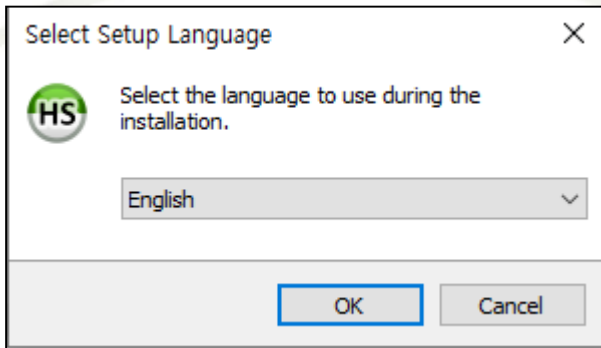 Select Setup Language
HS
Select the language to use during the
installation.
English
OK
Cancel